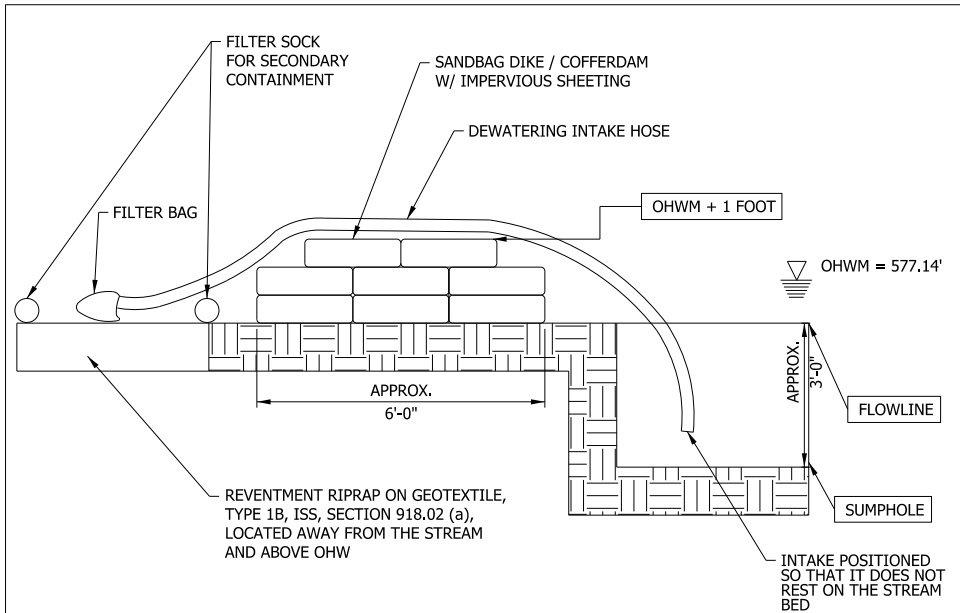 FILTER SOCK
FOR SECONDARY
CONTAINMENT
SANDBAG DIKE / COFFERDAM
W/ IMPERVIOUS SHEETING
DEWATERING INTAKE HOSE
FILTER BAG
OHWM + 1 FOOT
OHWM = 577.14'
APPROX.
6'-0"
APPROX.
3'-0"
FLOWLINE
SUMPHOLE
REVENTMENT RIPRAP ON GEOTEXTILE,
TYPE 1B, ISS, SECTION 918.02 (a),
LOCATED AWAY FROM THE STREAM
AND ABOVE OHW
INTAKE POSITIONED
SO THAT IT DOES NOT
REST ON THE STREAM
BED